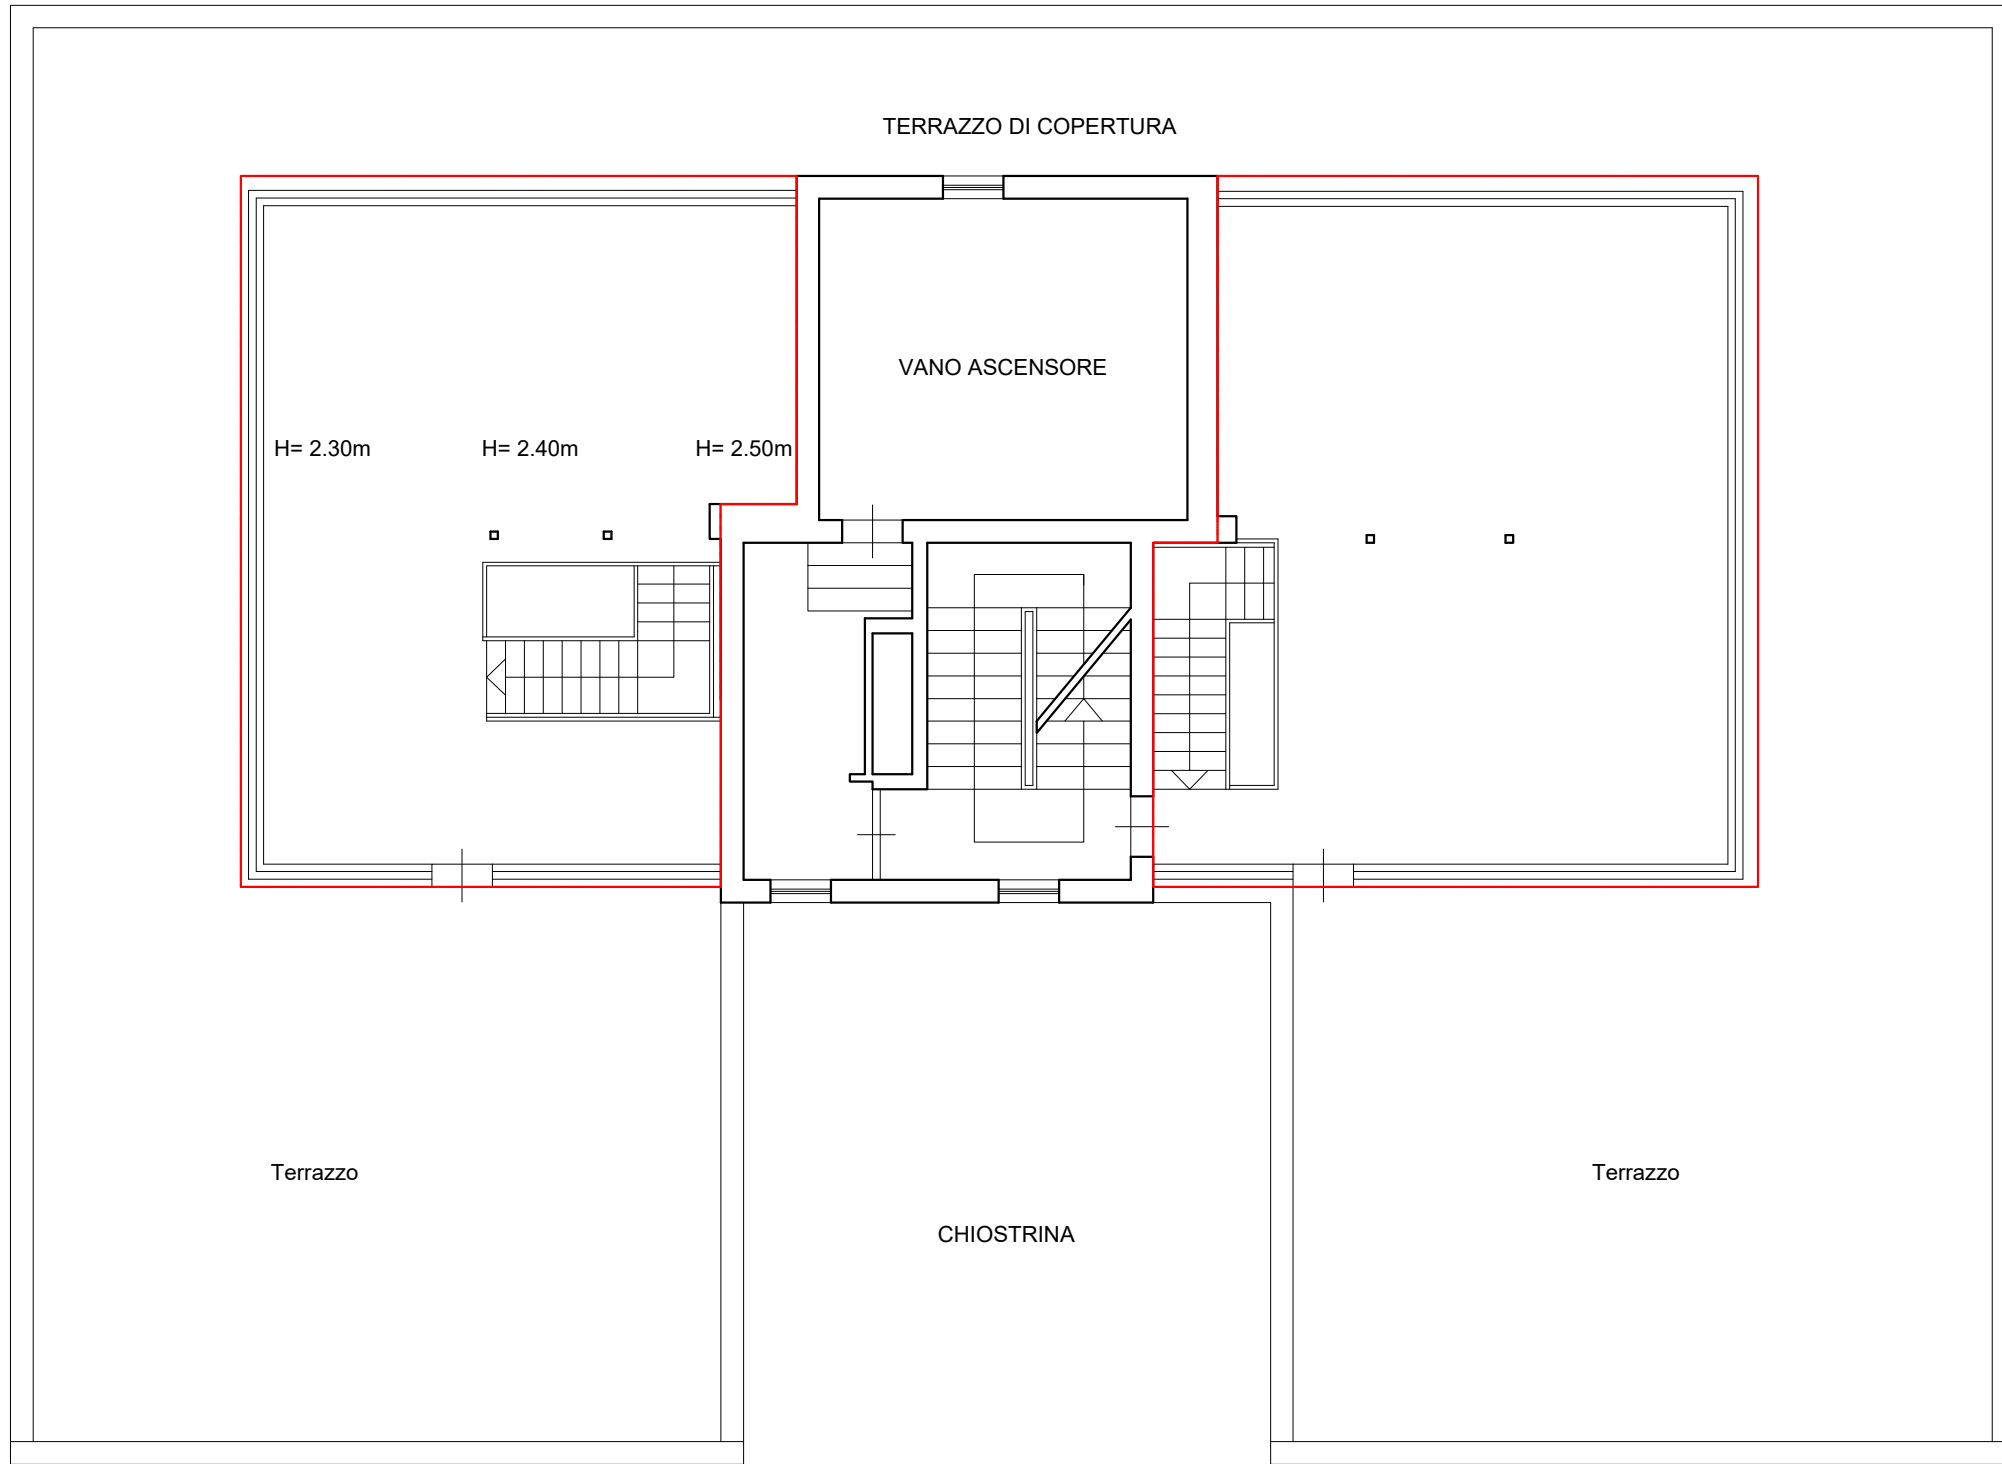 TERRAZZO DI COPERTURA
VANO ASCENSORE
H= 2.30m
H= 2.40m
H= 2.50m
Terrazzo
Terrazzo
CHIOSTRINA